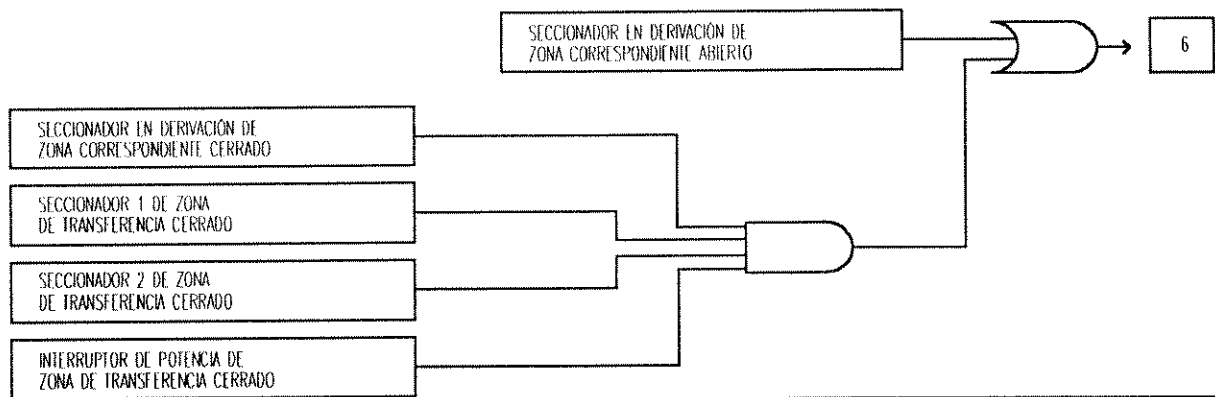 SECCIONADOR EN DERIVACIÓN DE
ZONA CORRESPONDIENTE ABIERTO
6
SECCIONADOR EN DERIVACIÓN DE
ZONA CORRESPONDIENTE CERRADO
SECCIONADOR 1 DE ZONA
DE TRANSFERENCIA CERRADO
SECCIONADOR 2 DE ZONA
DE TRANSFERENCIA CERRADO
INTERRUPTOR DE POTENCIA DE
ZONA DE TRANSFERENCIA CERRADO